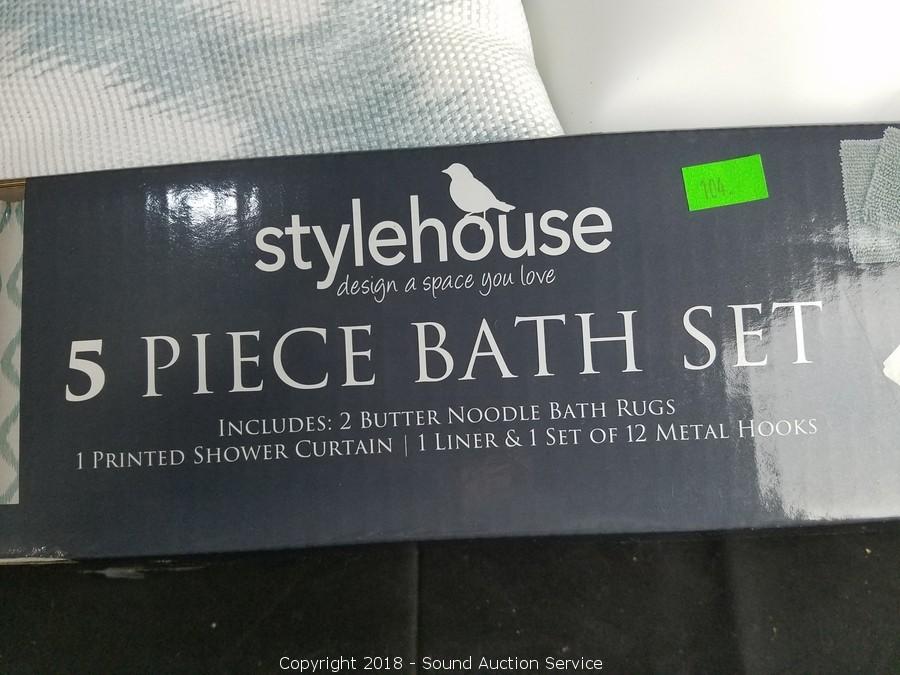 104
stylehouse
design a space you love
5 PIECE BATH SET
INCLUDES: 2 BUTTER NOODLE BATH RUGS
1 PRINTED SHOWER CURTAIN | 1 LINER & 1 SET OF 12 METAL HOOKS
Copyright 2018 - Sound Auction Service